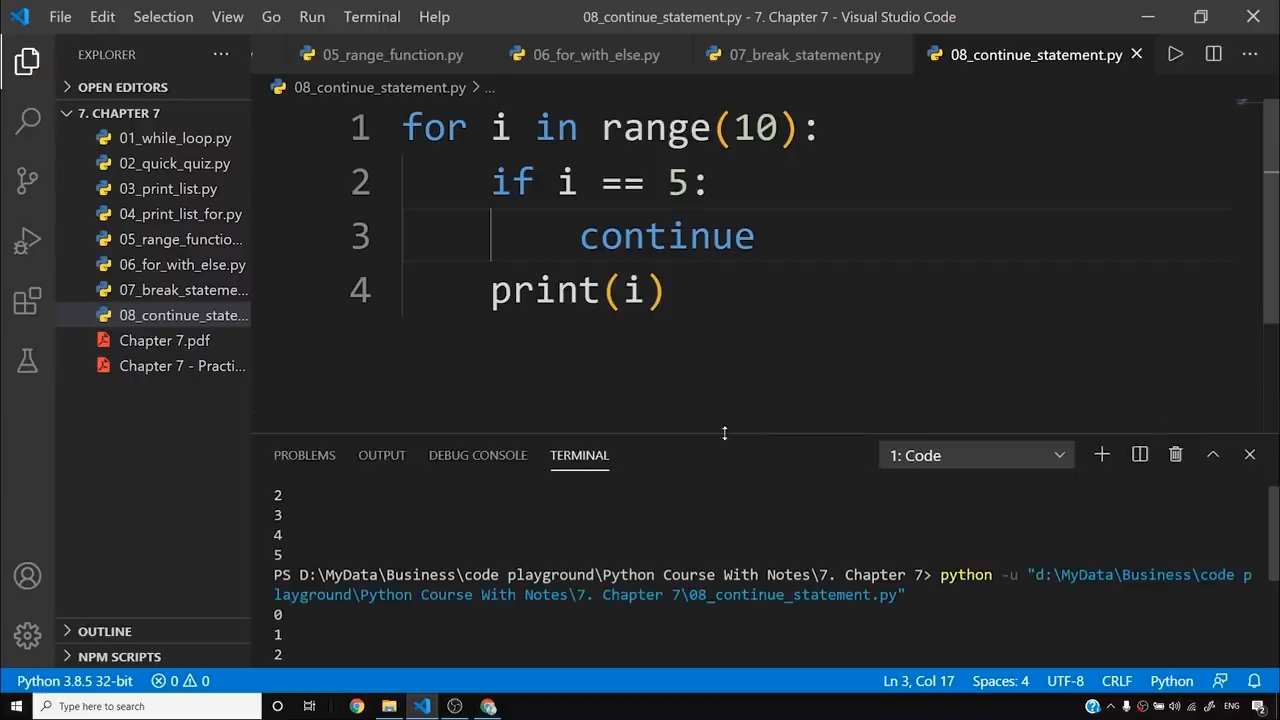 File Edit Selection View Go Run Terminal Help 08_continue_statement.py - 7. Chapter 7 - Visual Studio Code
EXPLORER
05_range_function.py 06_for_with_else.py 07_break_statement.py 08_continue_statement.py
OPEN EDITORS
08_continue_statement.py > ...
7. CHAPTER 7
01_while_loop.py
02_quick_quiz.py
03_print_list.py
04_print_list_for.py
05_range_functio...
06_for_with_else.py
07_break_stateme...
08_continue_state...
Chapter 7.pdf
Chapter 7 - Practi...
1 for i in range(10):
2 if i == 5:
3 continue
4 print(i)
PROBLEMS OUTPUT DEBUG CONSOLE TERMINAL 1: Code
2
3
4
5
PS D:\MyData\Business\code playground\Python Course With Notes\7. Chapter 7> python -u "d:\MyData\Business\code p
layground\Python Course With Notes\7. Chapter 7\08_continue_statement.py"
0
1
2
OUTLINE
NPM SCRIPTS
Python 3.8.5 32-bit 0 0 Ln 3, Col 17 Spaces: 4 UTF-8 CRLF Python
Type here to search ENG